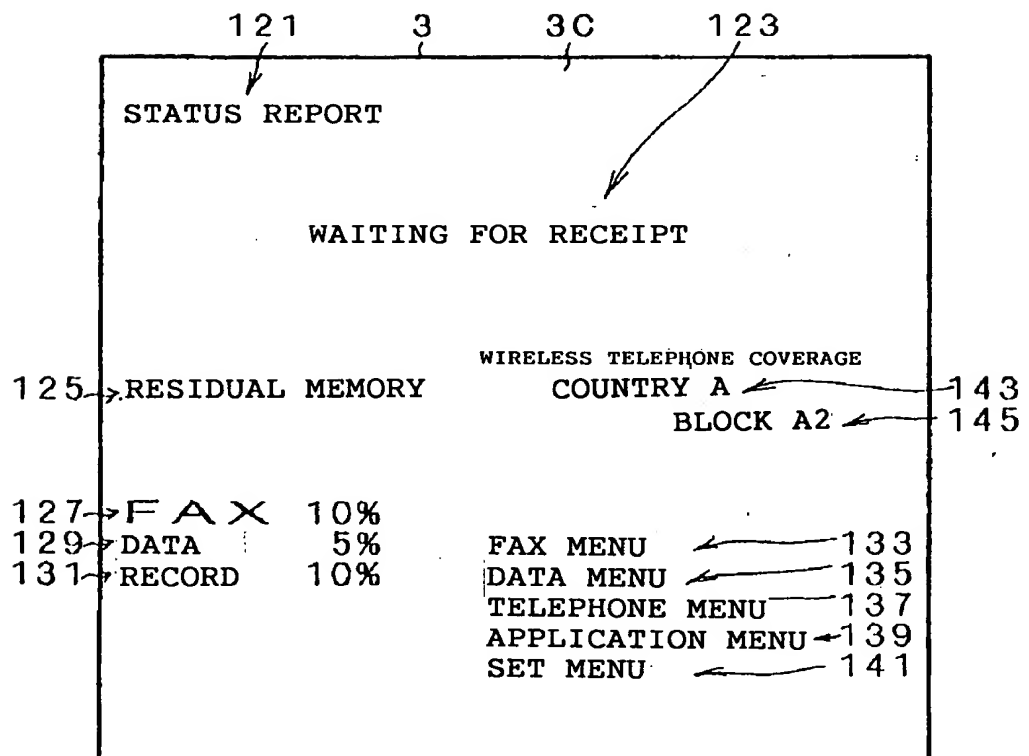 121 3 3C 123
STATUS REPORT
WAITING FOR RECEIPT
WIRELESS TELEPHONE COVERAGE
125 RESIDUAL MEMORY COUNTRY A 143
BLOCK A2 145
127 FAX 10%
129 DATA 5% FAX MENU 133
131 RECORD 10% DATA MENU 135
TELEPHONE MENU 137
APPLICATION MENU 139
SET MENU 141